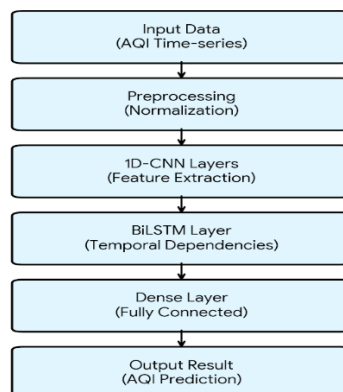 Input Data
(AQI Time-series)
Preprocessing
(Normalization)
1D-CNN Layers
(Feature Extraction)
BiLSTM Layer
(Temporal Dependencies)
Dense Layer
(Fully Connected)
Output Result
(AQI Prediction)